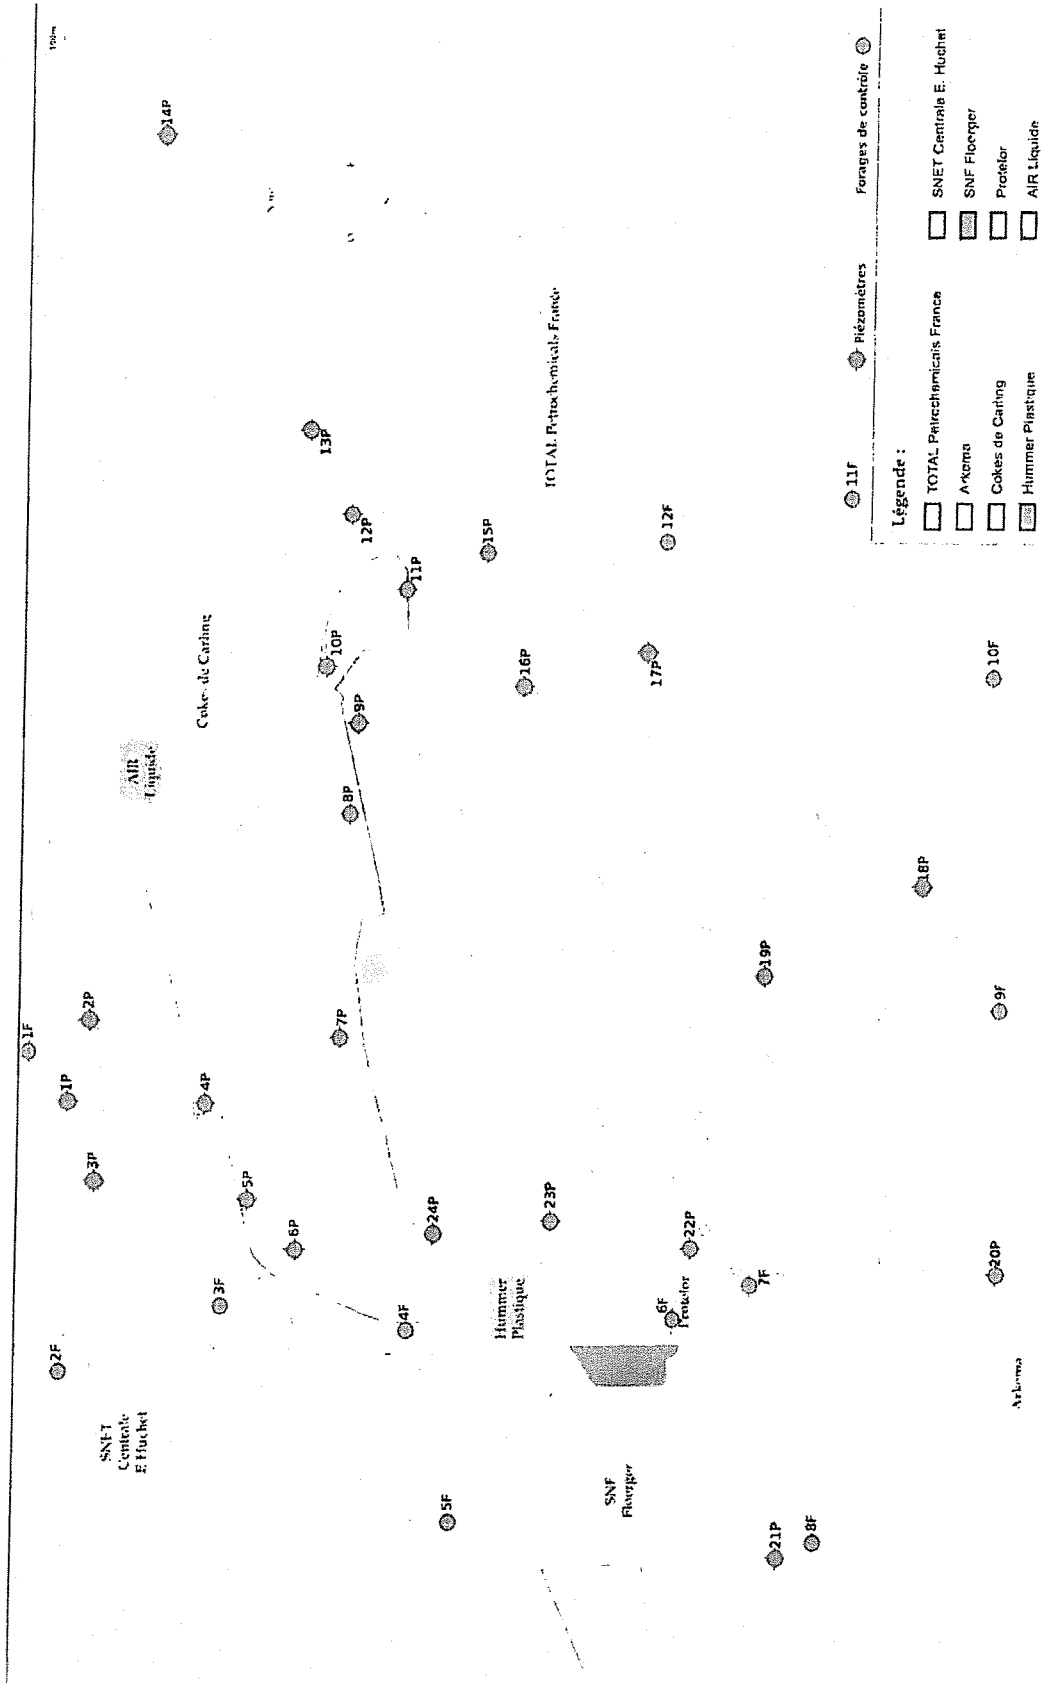 100m
14P
1F
2P
1P
3P
4P
5P
6P
3F
2F
SNET
Centrale
E Huchet
AIR
Liquide
Cokes de Carling
13P
12P
11P
10P
9P
8P
7P
24P
4F
5F
TOTAL Petrochemicals France
15P
12F
16P
17P
23P
22P
Hummer
Plastique
6F
Protelor
7F
SNF
Floerger
21P
8F
19P
18P
9F
10F
20P
Arkema
11F
Piézomètres
Forages de contrôle
Légende :
TOTAL Petrochemicals France
Arkema
Cokes de Carling
Hummer Plastique
SNET Centrale E. Huchet
SNF Floerger
Protelor
AIR Liquide